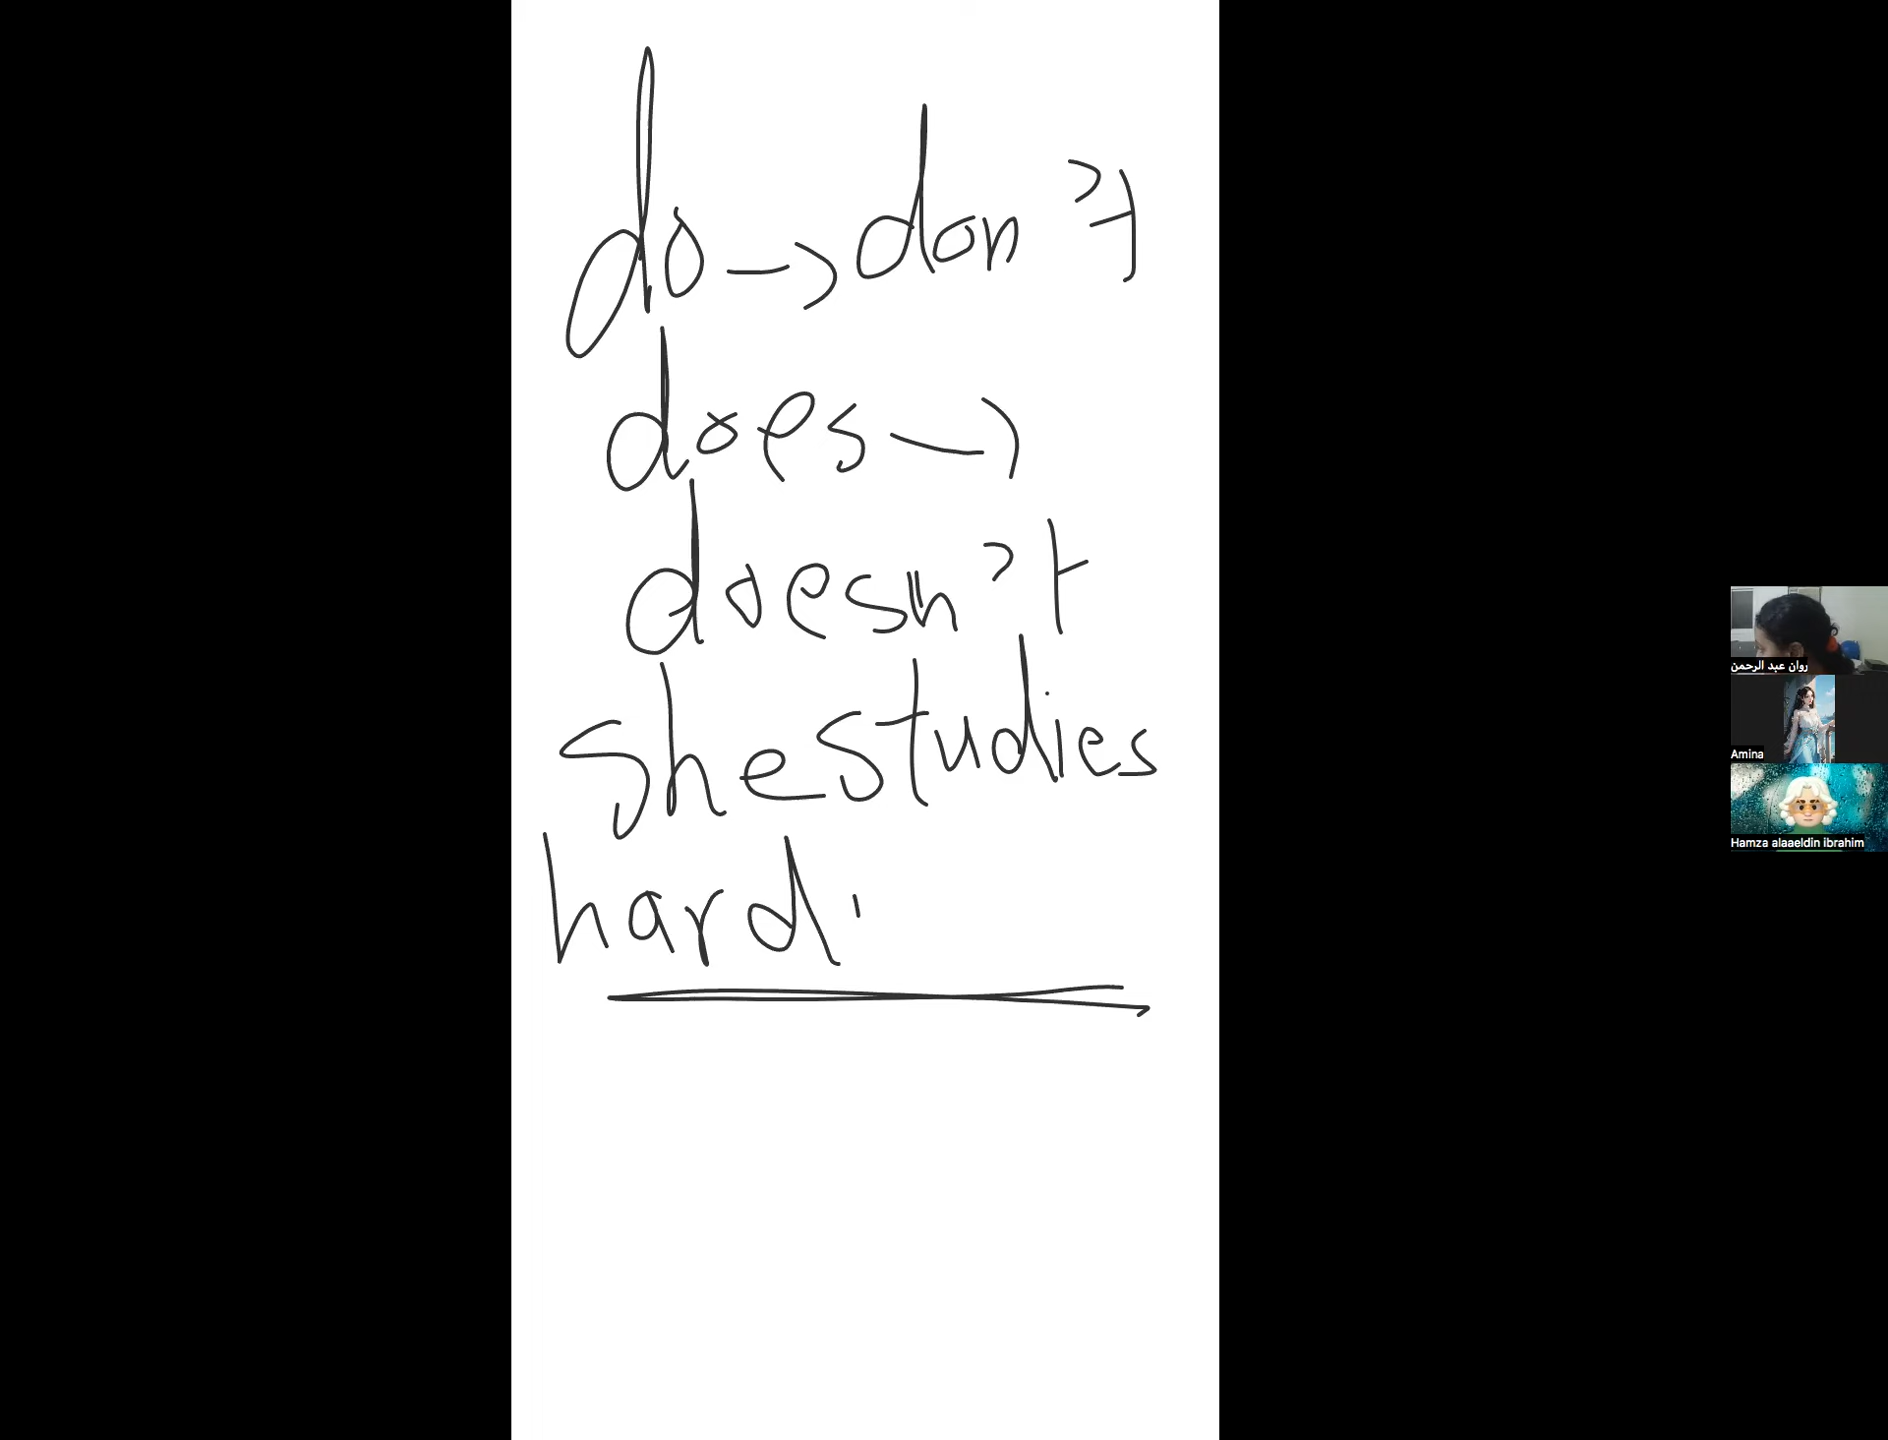 do → don't
does →
doesn't
she studies
hard.
روان عبد الرحمن
Amina
Hamza alaaeldin ibrahim